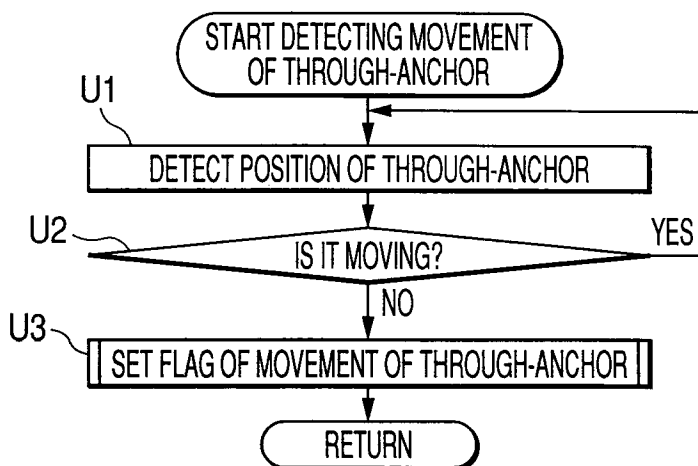 START DETECTING MOVEMENT
OF THROUGH-ANCHOR
U1
DETECT POSITION OF THROUGH-ANCHOR
U2
IS IT MOVING?
YES
NO
U3
SET FLAG OF MOVEMENT OF THROUGH-ANCHOR
RETURN